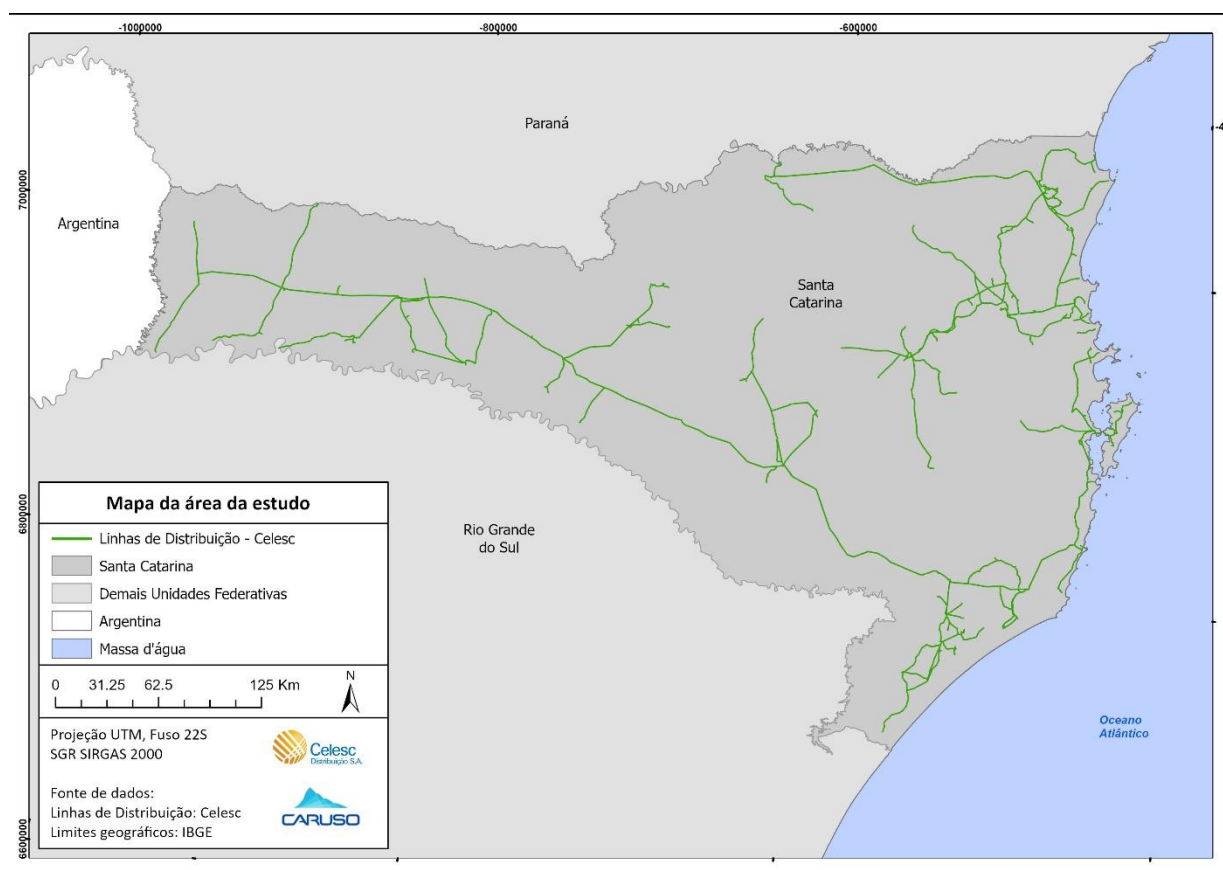 -1000000
-800000
-600000
-4
Paraná
7000000
Argentina
Santa
Catarina
6800000
Rio Grande
do Sul
Mapa da área da estudo
Linhas de Distribuição - Celesc
Santa Catarina
Demais Unidades Federativas
Argentina
Massa d'água
0 31.25 62.5 125 Km
N
Projeção UTM, Fuso 22S
SGR SIRGAS 2000
Celesc
Distribuição S.A.
Fonte de dados:
Linhas de Distribuição: Celesc
Limites geográficos: IBGE
CARUSO
Oceano
Atlântico
6600000